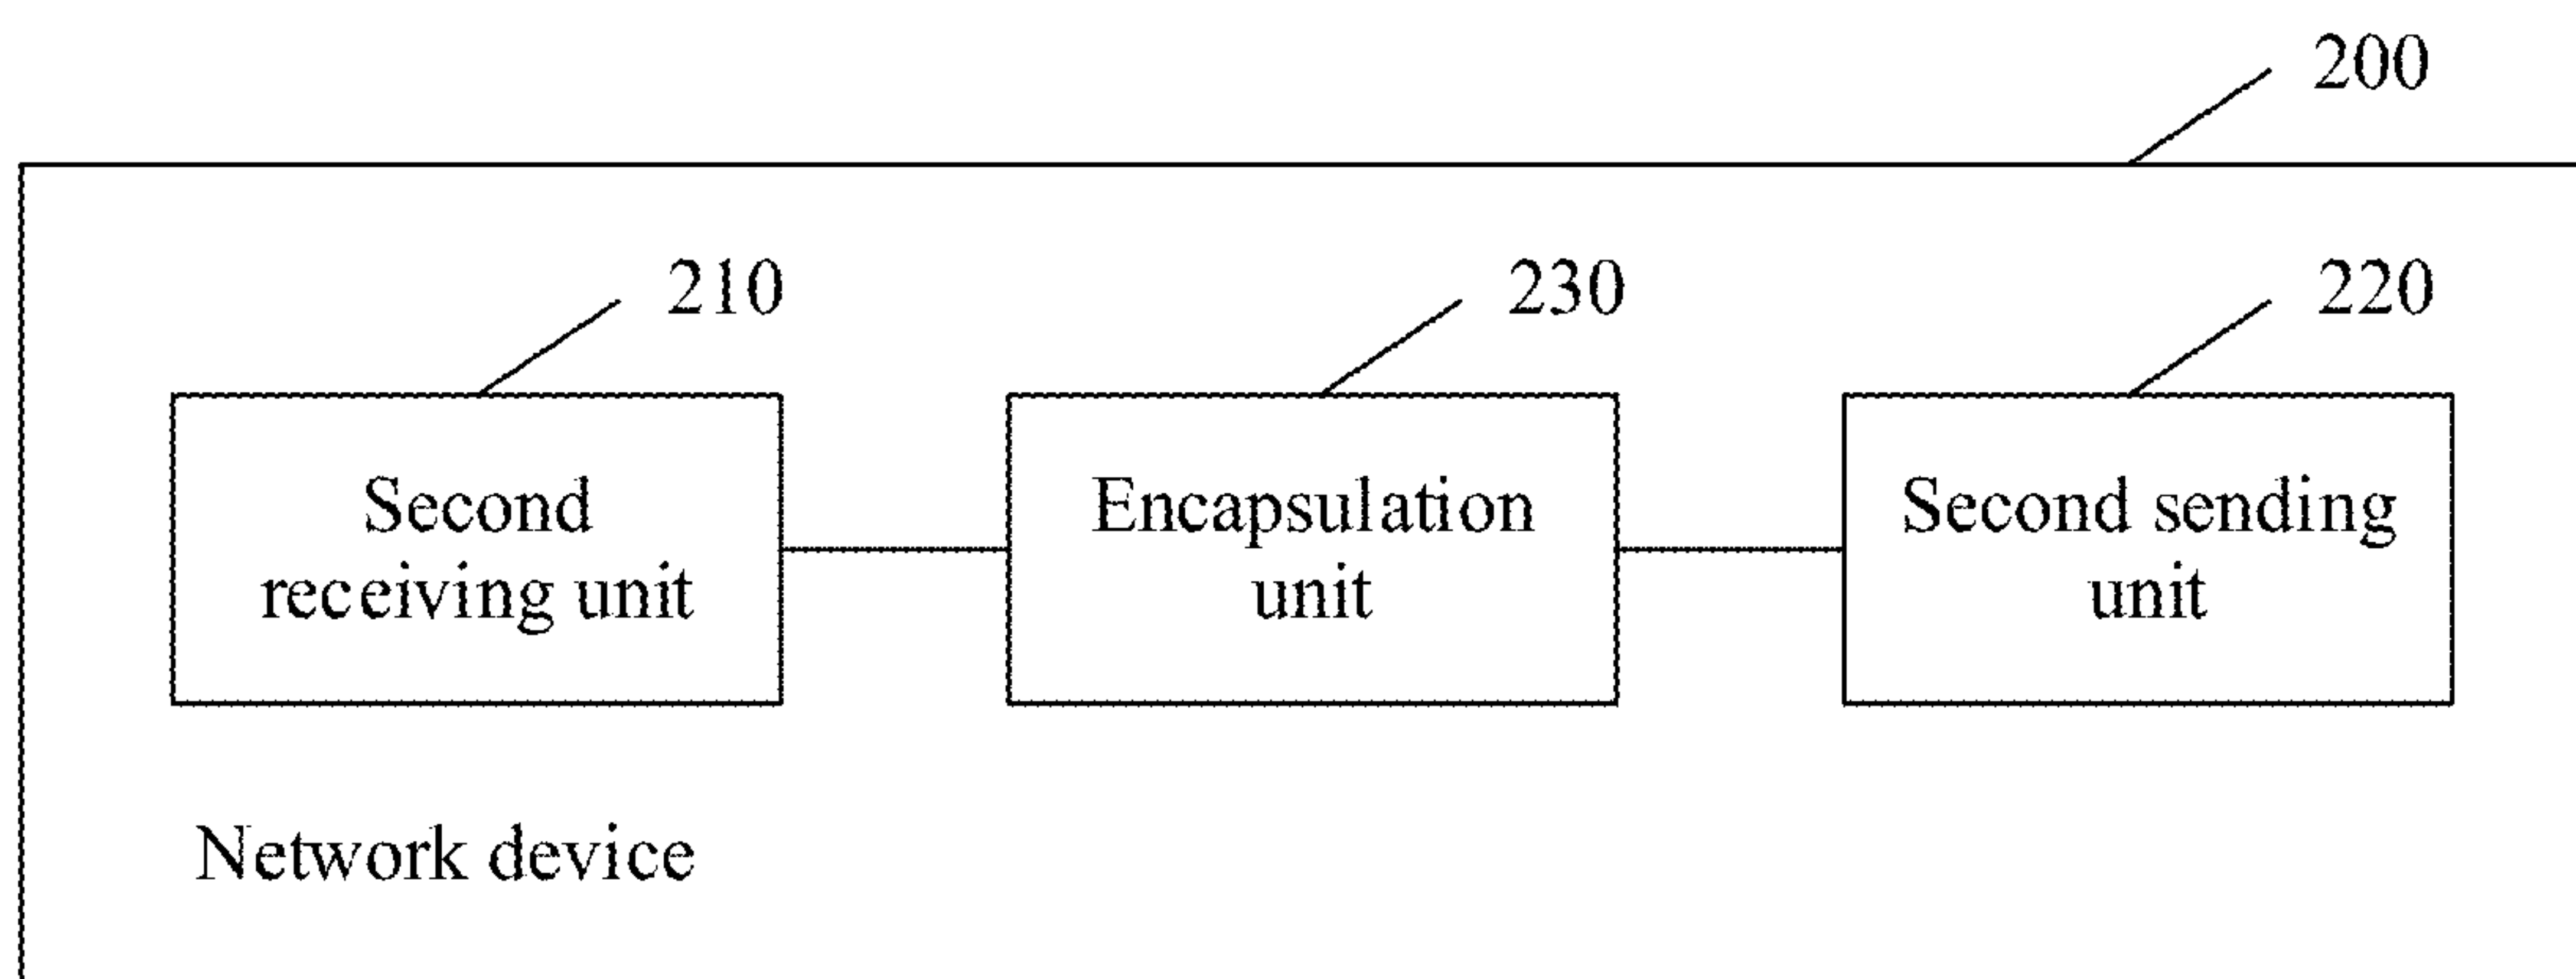 200
210
230
220
Second
receiving unit
Encapsulation
unit
Second sending
unit
Network device